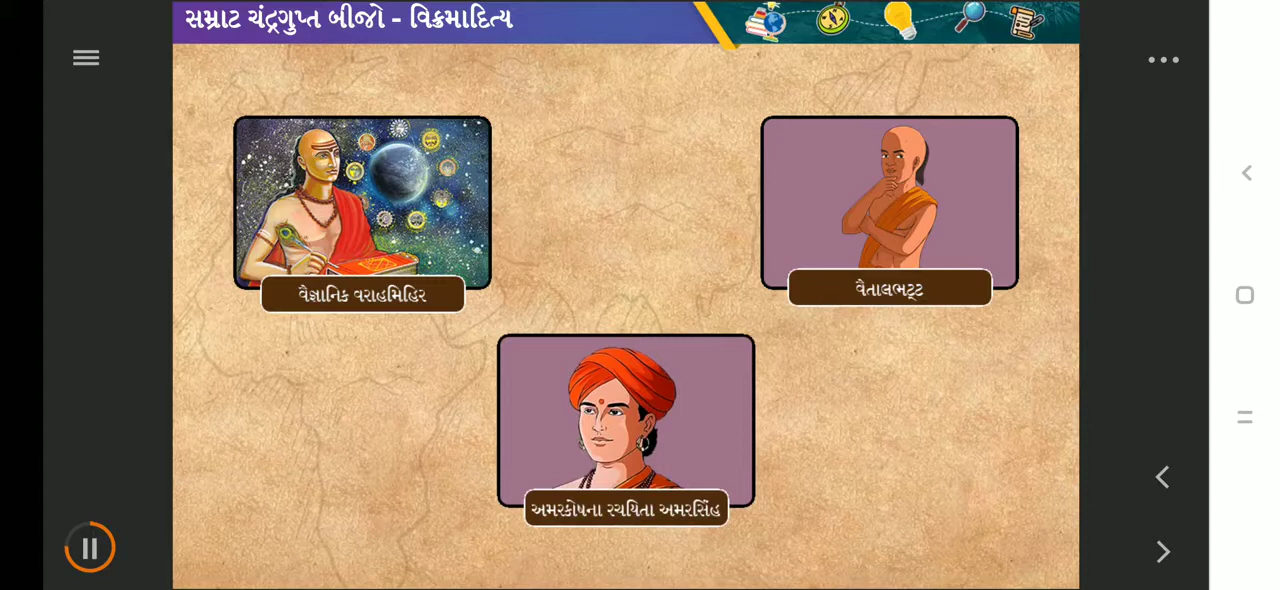 સમ્રાટ ચંદ્રગુપ્ત બીજો - વિક્રમાદિત્ય
વૈજ્ઞાનિક વરાહમિહિર
વૈતાલભટ્ટ
અમરકોષના રચયિતા અમરસિંહ